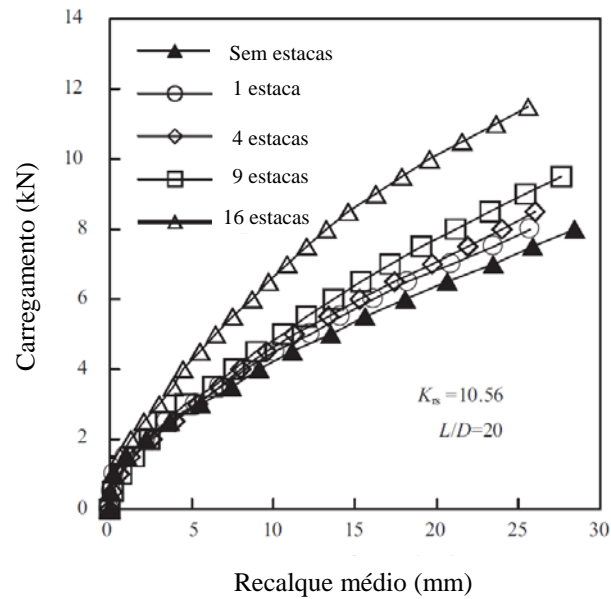 14
12
10
8
6
4
2
0
Carregamento (kN)
Sem estacas
1 estaca
4 estacas
9 estacas
16 estacas
Krs =10.56
L/D=20
0 5 10 15 20 25 30
Recalque médio (mm)